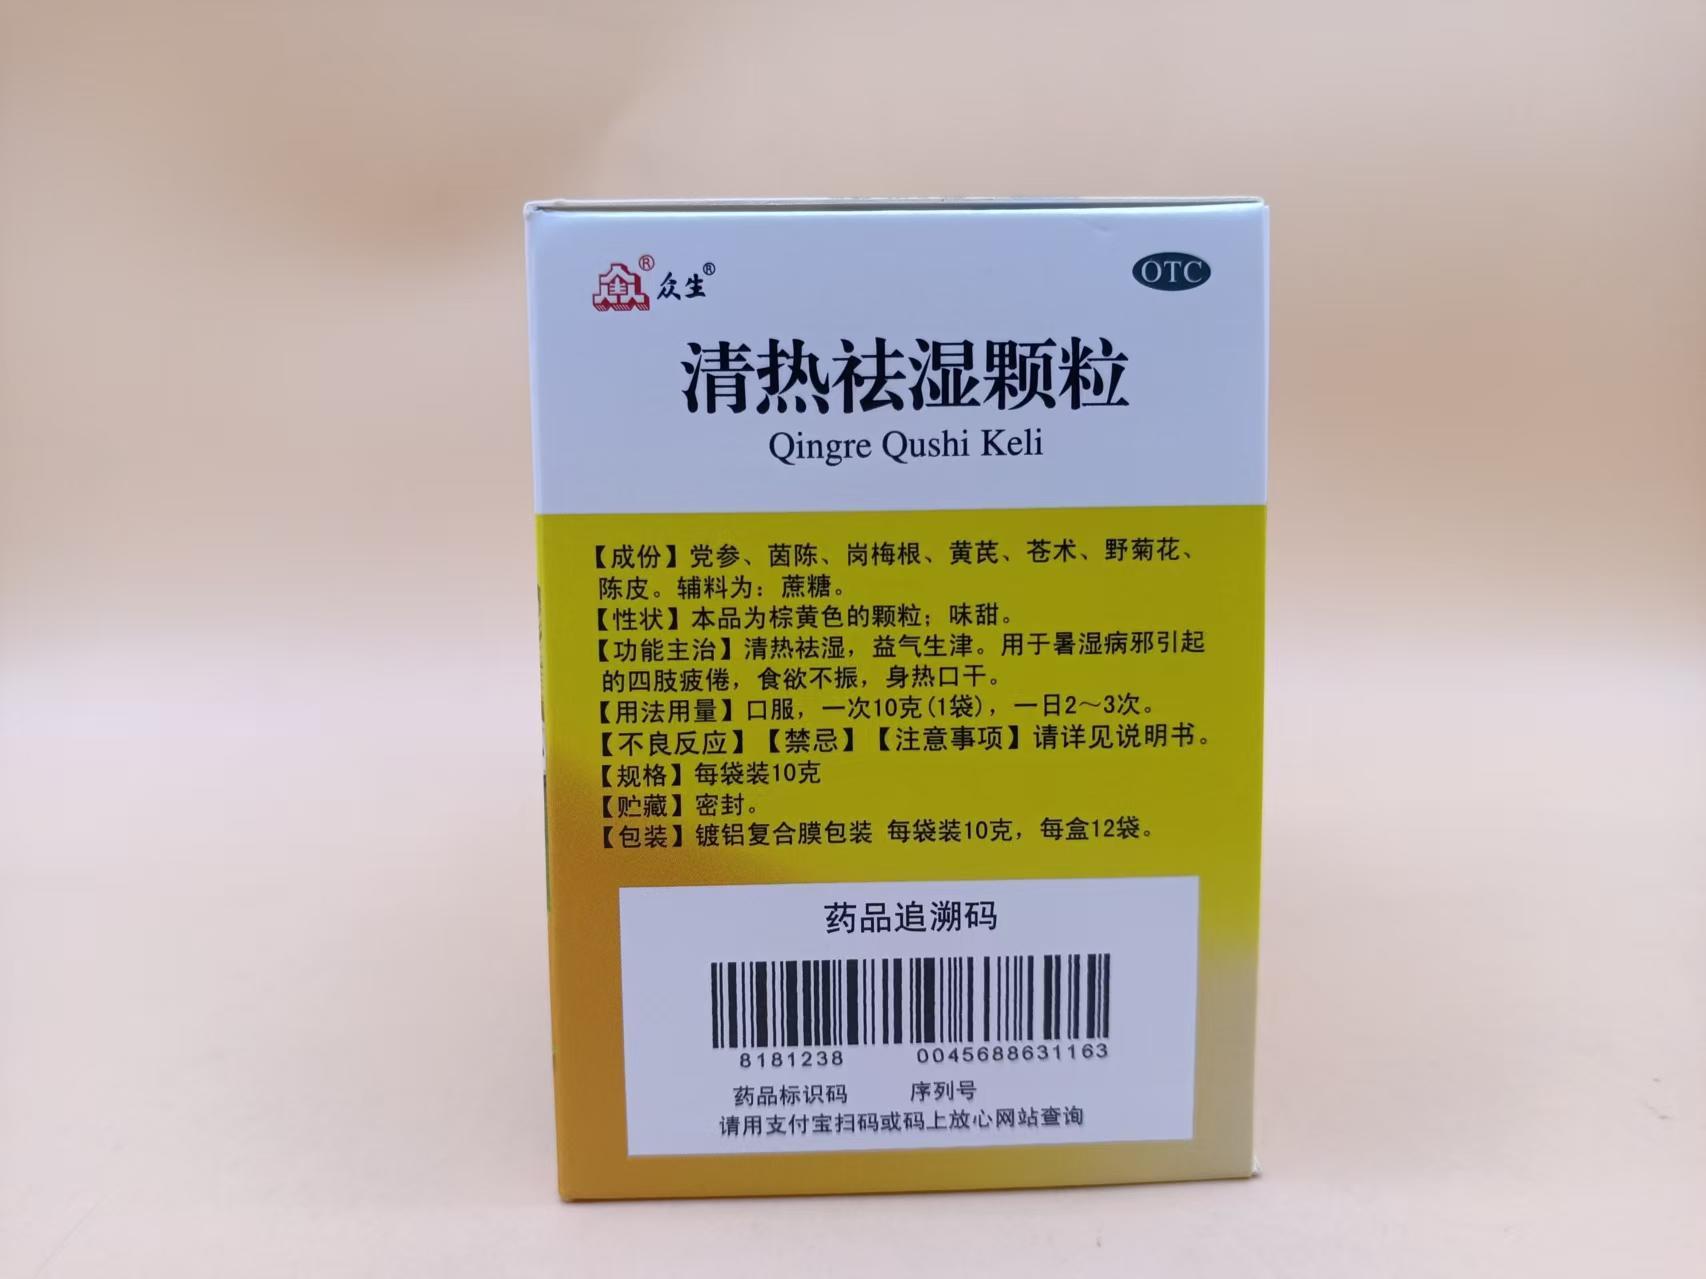 众生®
OTC
清热祛湿颗粒
Qingre Qushi Keli
【成份】党参、茵陈、岗梅根、黄芪、苍术、野菊花、
陈皮。辅料为：蔗糖。
【性状】本品为棕黄色的颗粒；味甜。
【功能主治】清热祛湿，益气生津。用于暑湿病邪引起
的四肢疲倦，食欲不振，身热口干。
【用法用量】口服，一次10克(1袋)，一日2～3次。
【不良反应】【禁忌】【注意事项】请详见说明书。
【规格】每袋装10克
【贮藏】密封。
【包装】镀铝复合膜包装 每袋装10克，每盒12袋。
药品追溯码
8181238 0045688631163
药品标识码 序列号
请用支付宝扫码或码上放心网站查询